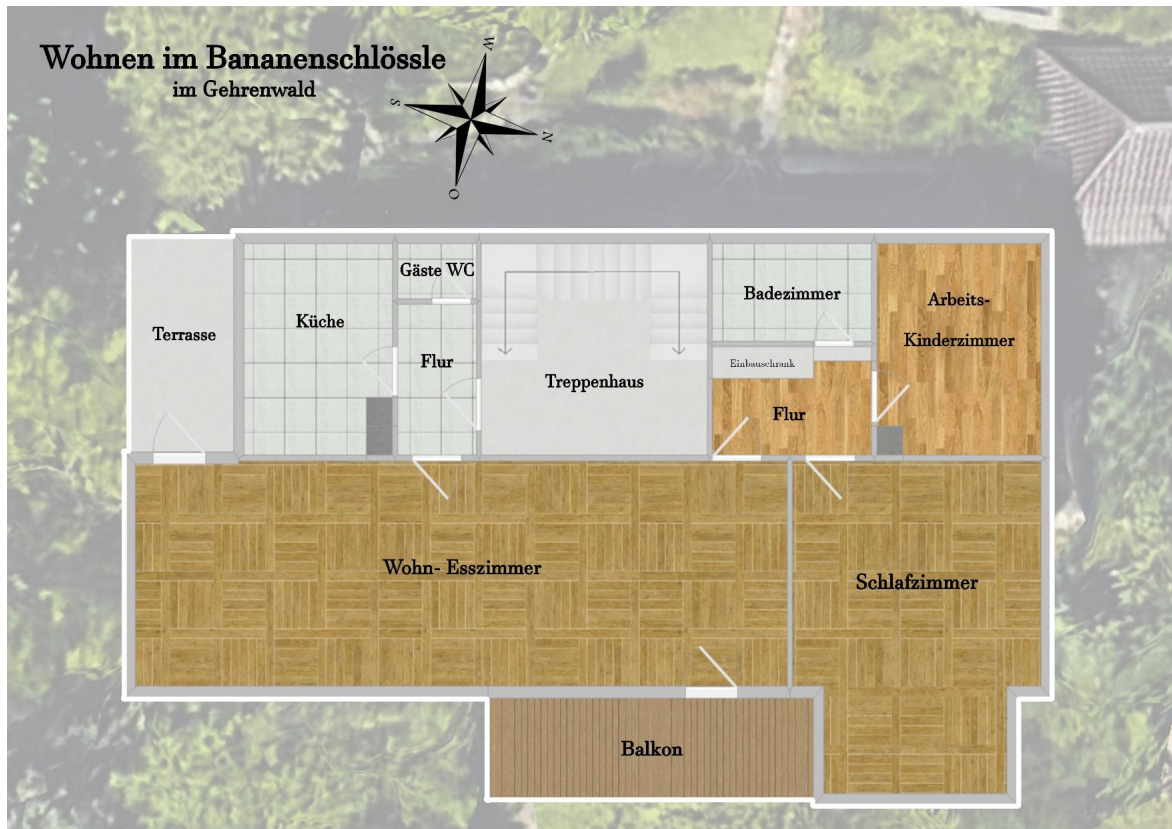 Wohnen im Bananenschlössle
im Gehrenwald
W
S
N
O
Gäste WC
Badezimmer
Arbeits-
Kinderzimmer
Küche
Terrasse
Flur
Einbauschrank
Treppenhaus
Flur
Wohn- Esszimmer
Schlafzimmer
Balkon